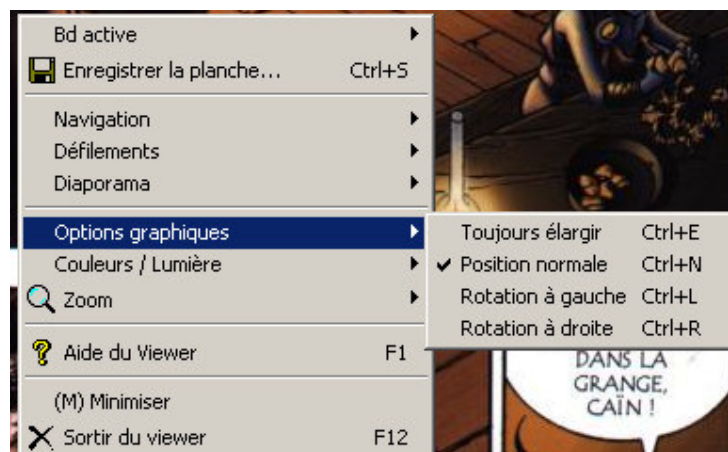 Bd active
Enregistrer la planche... Ctrl+S
Navigation
Défilements
Diaporama
Options graphiques
Couleurs / Lumière
Zoom
Aide du Viewer F1
(M) Minimiser
Sortir du viewer F12
Toujours élargir Ctrl+E
Position normale Ctrl+N
Rotation à gauche Ctrl+L
Rotation à droite Ctrl+R
DANS LA
GRANGE,
CAÏN !